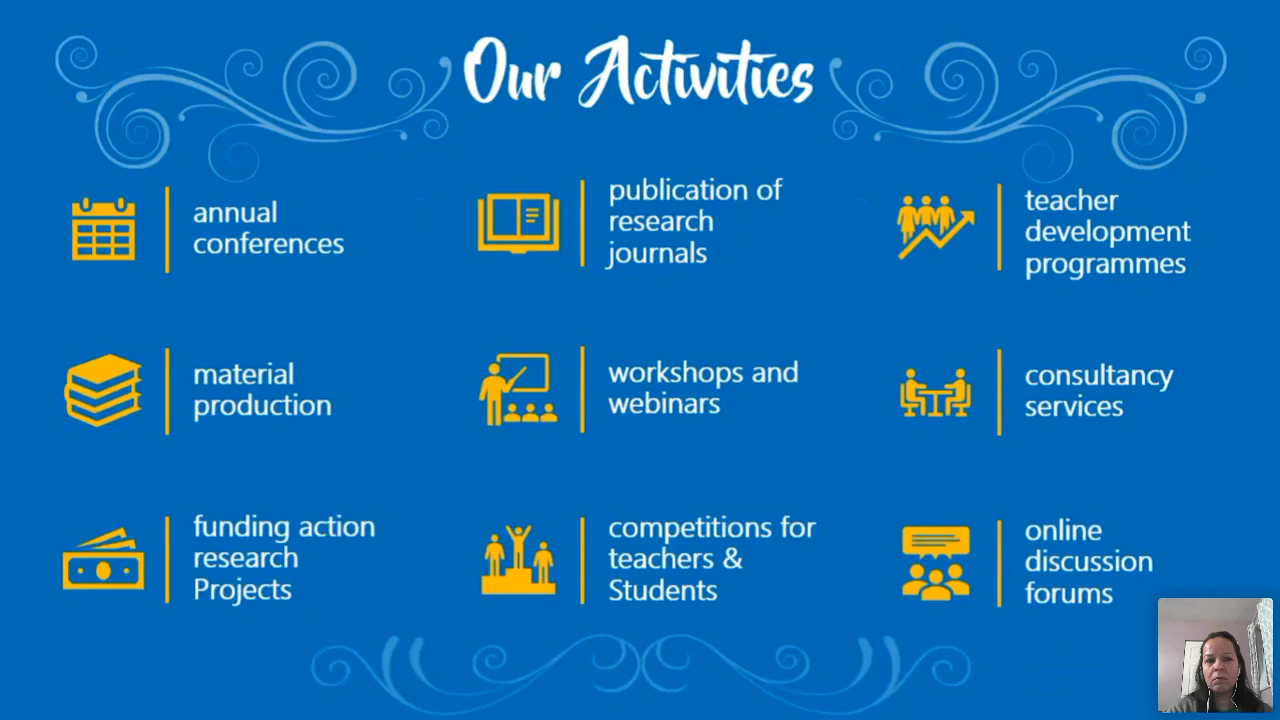 Our Activities
annual
conferences
publication of
research
journals
teacher
development
programmes
material
production
workshops and
webinars
consultancy
services
funding action
research
Projects
competitions for
teachers &
Students
online
discussion
forums